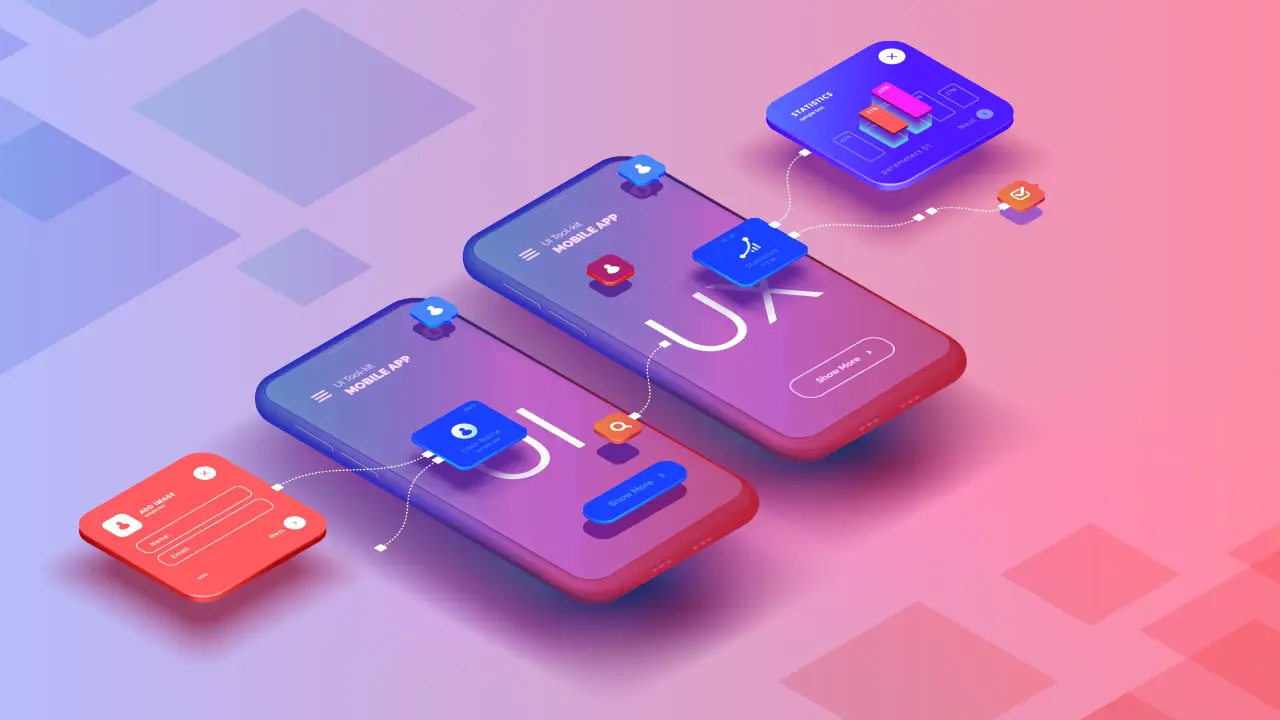 STATISTICS
sample text
47%
Next
parameters 01
UI Tool-kit
MOBILE APP
Statistics
UX
Show More
UI Tool-kit
MOBILE APP
User Name
sample text
UI
Show More
ADD IMAGE
sample text
Name:
Email:
Next